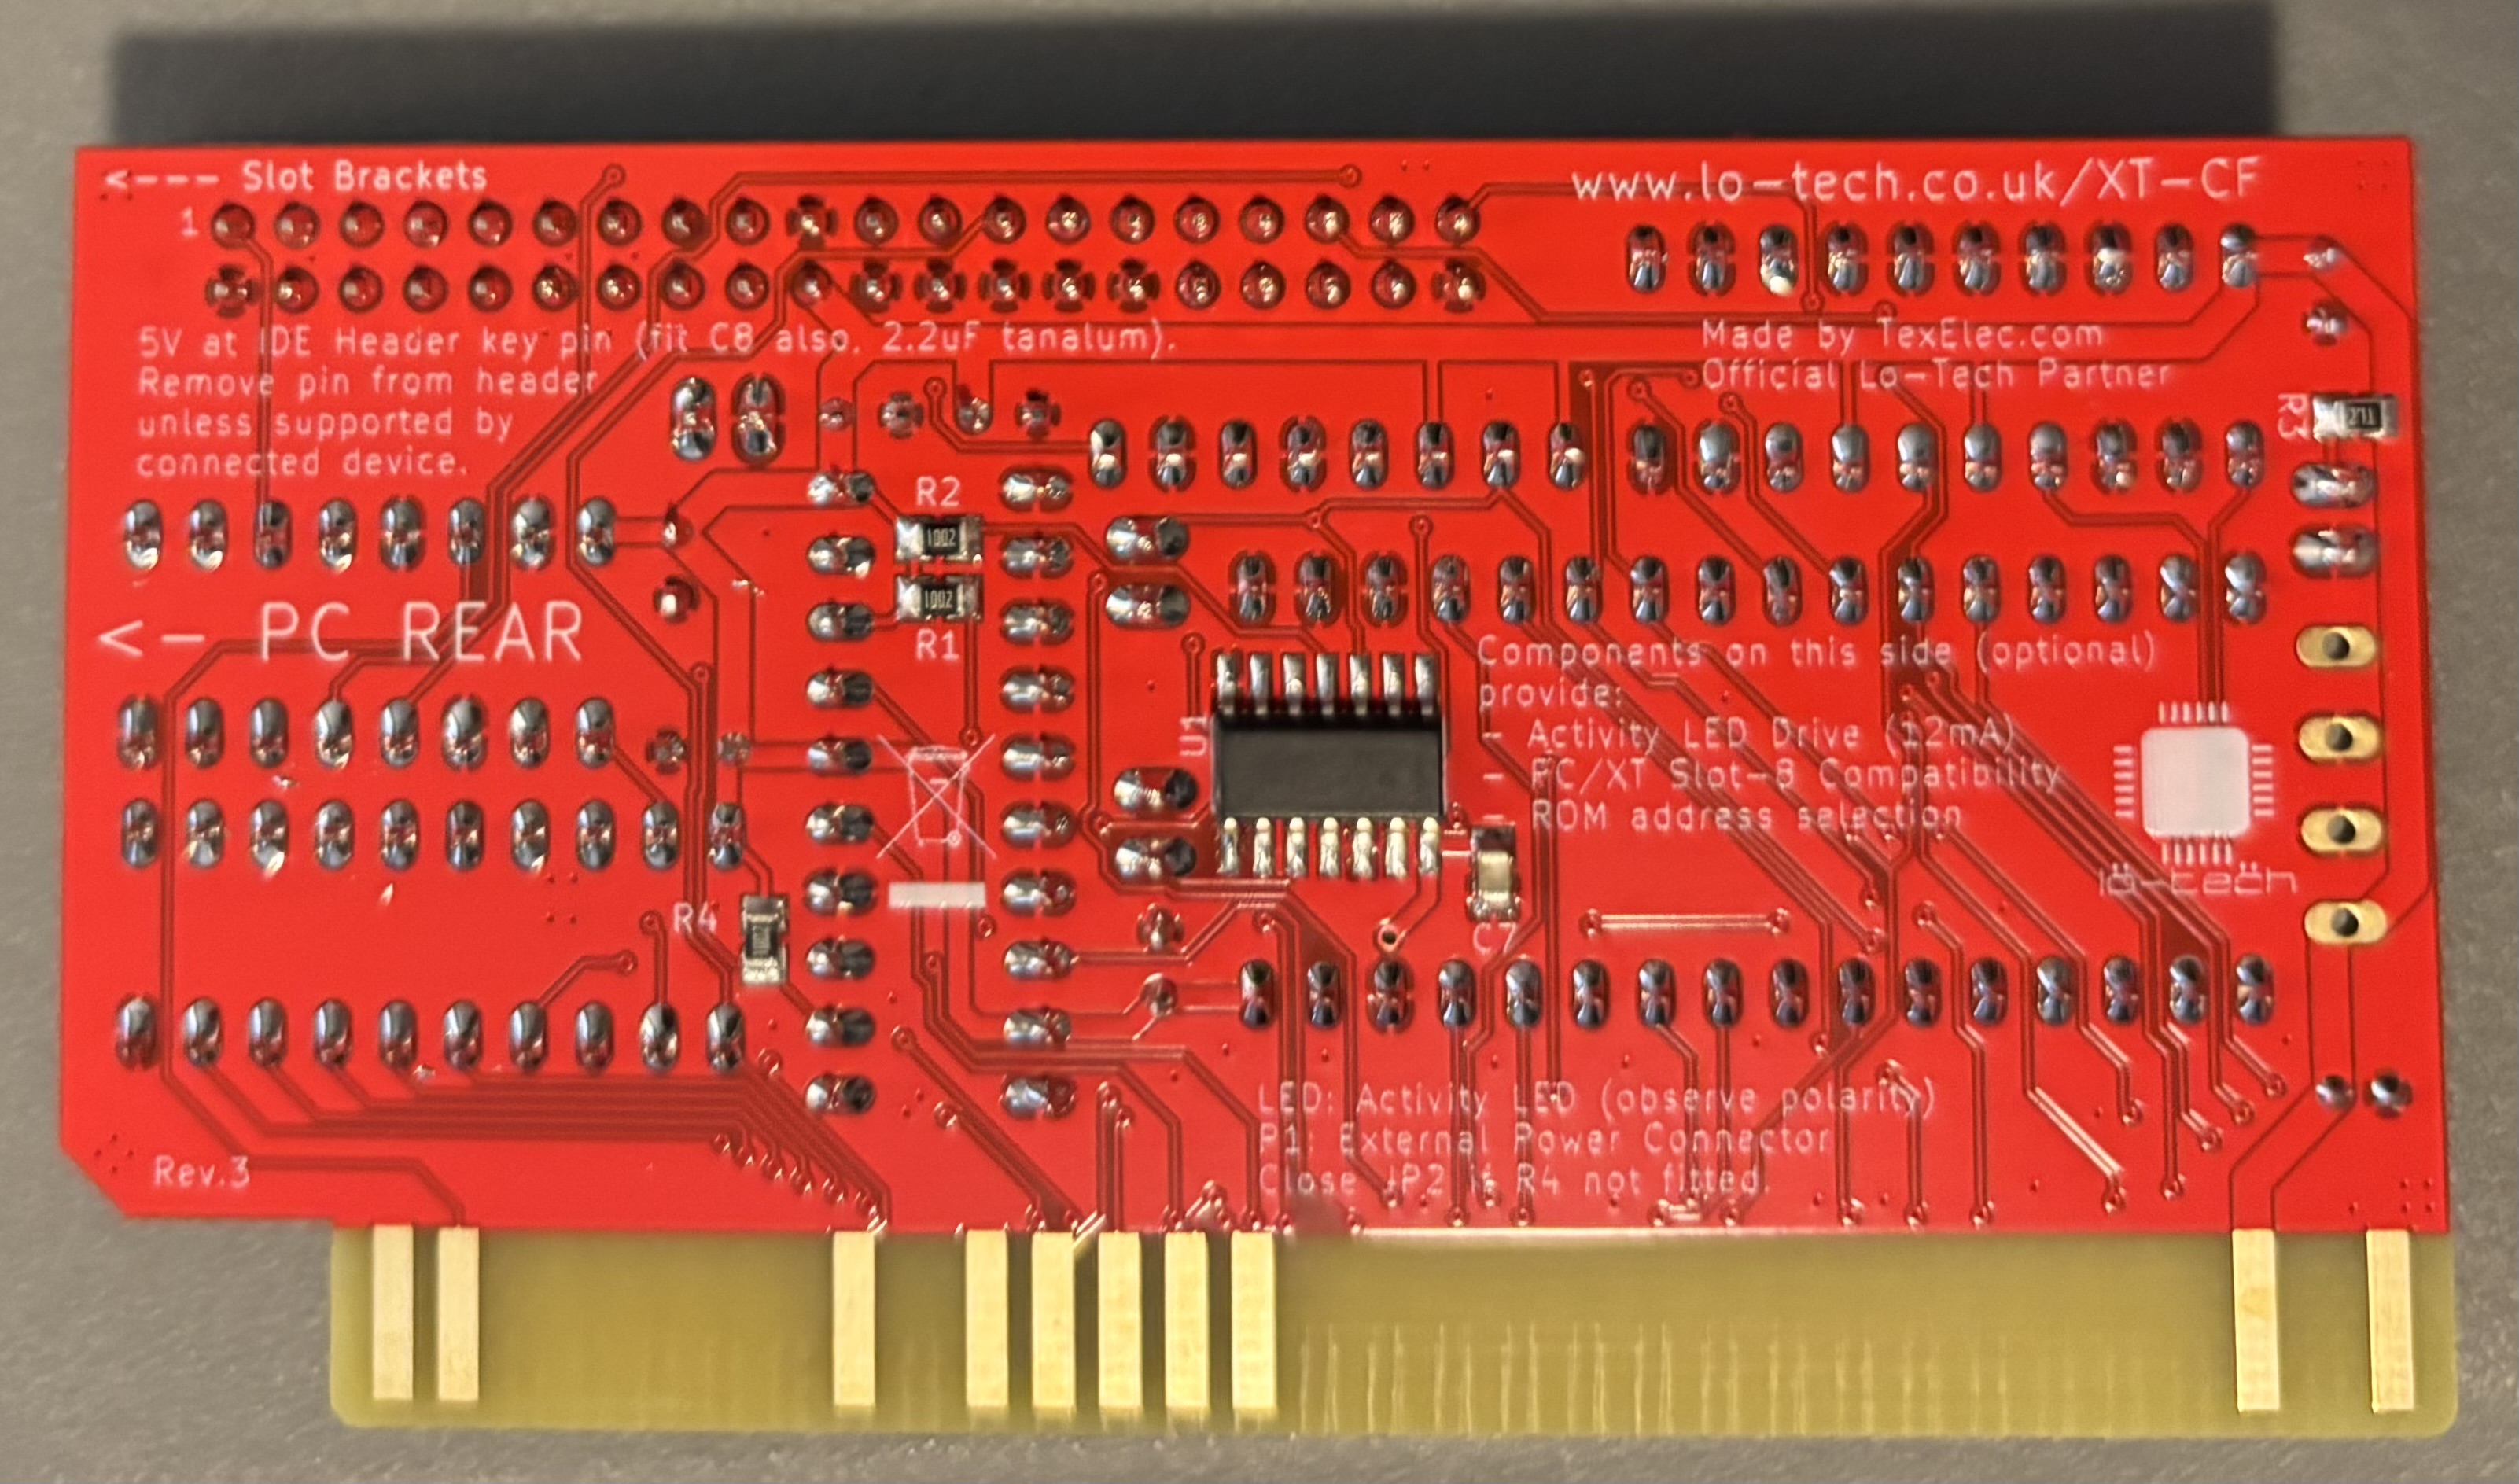 <--- Slot Brackets
www.lo-tech.co.uk/XT-CF
1
5V at IDE Header key pin (fit C8 also, 2.2uF tanalum).
Remove pin from header
unless supported by
connected device.
Made by TexElec.com
Official Lo-Tech Partner
R3
271
R2
1002
1002
R1
<- PC REAR
U1
Components on this side (optional)
provide:
- Activity LED Drive (12mA)
- PC/XT Slot-8 Compatibility
- ROM address selection
lö-tëch
R4
C7
LED: Activity LED (observe polarity)
P1: External Power Connector
Close JP2 if R4 not fitted.
Rev.3